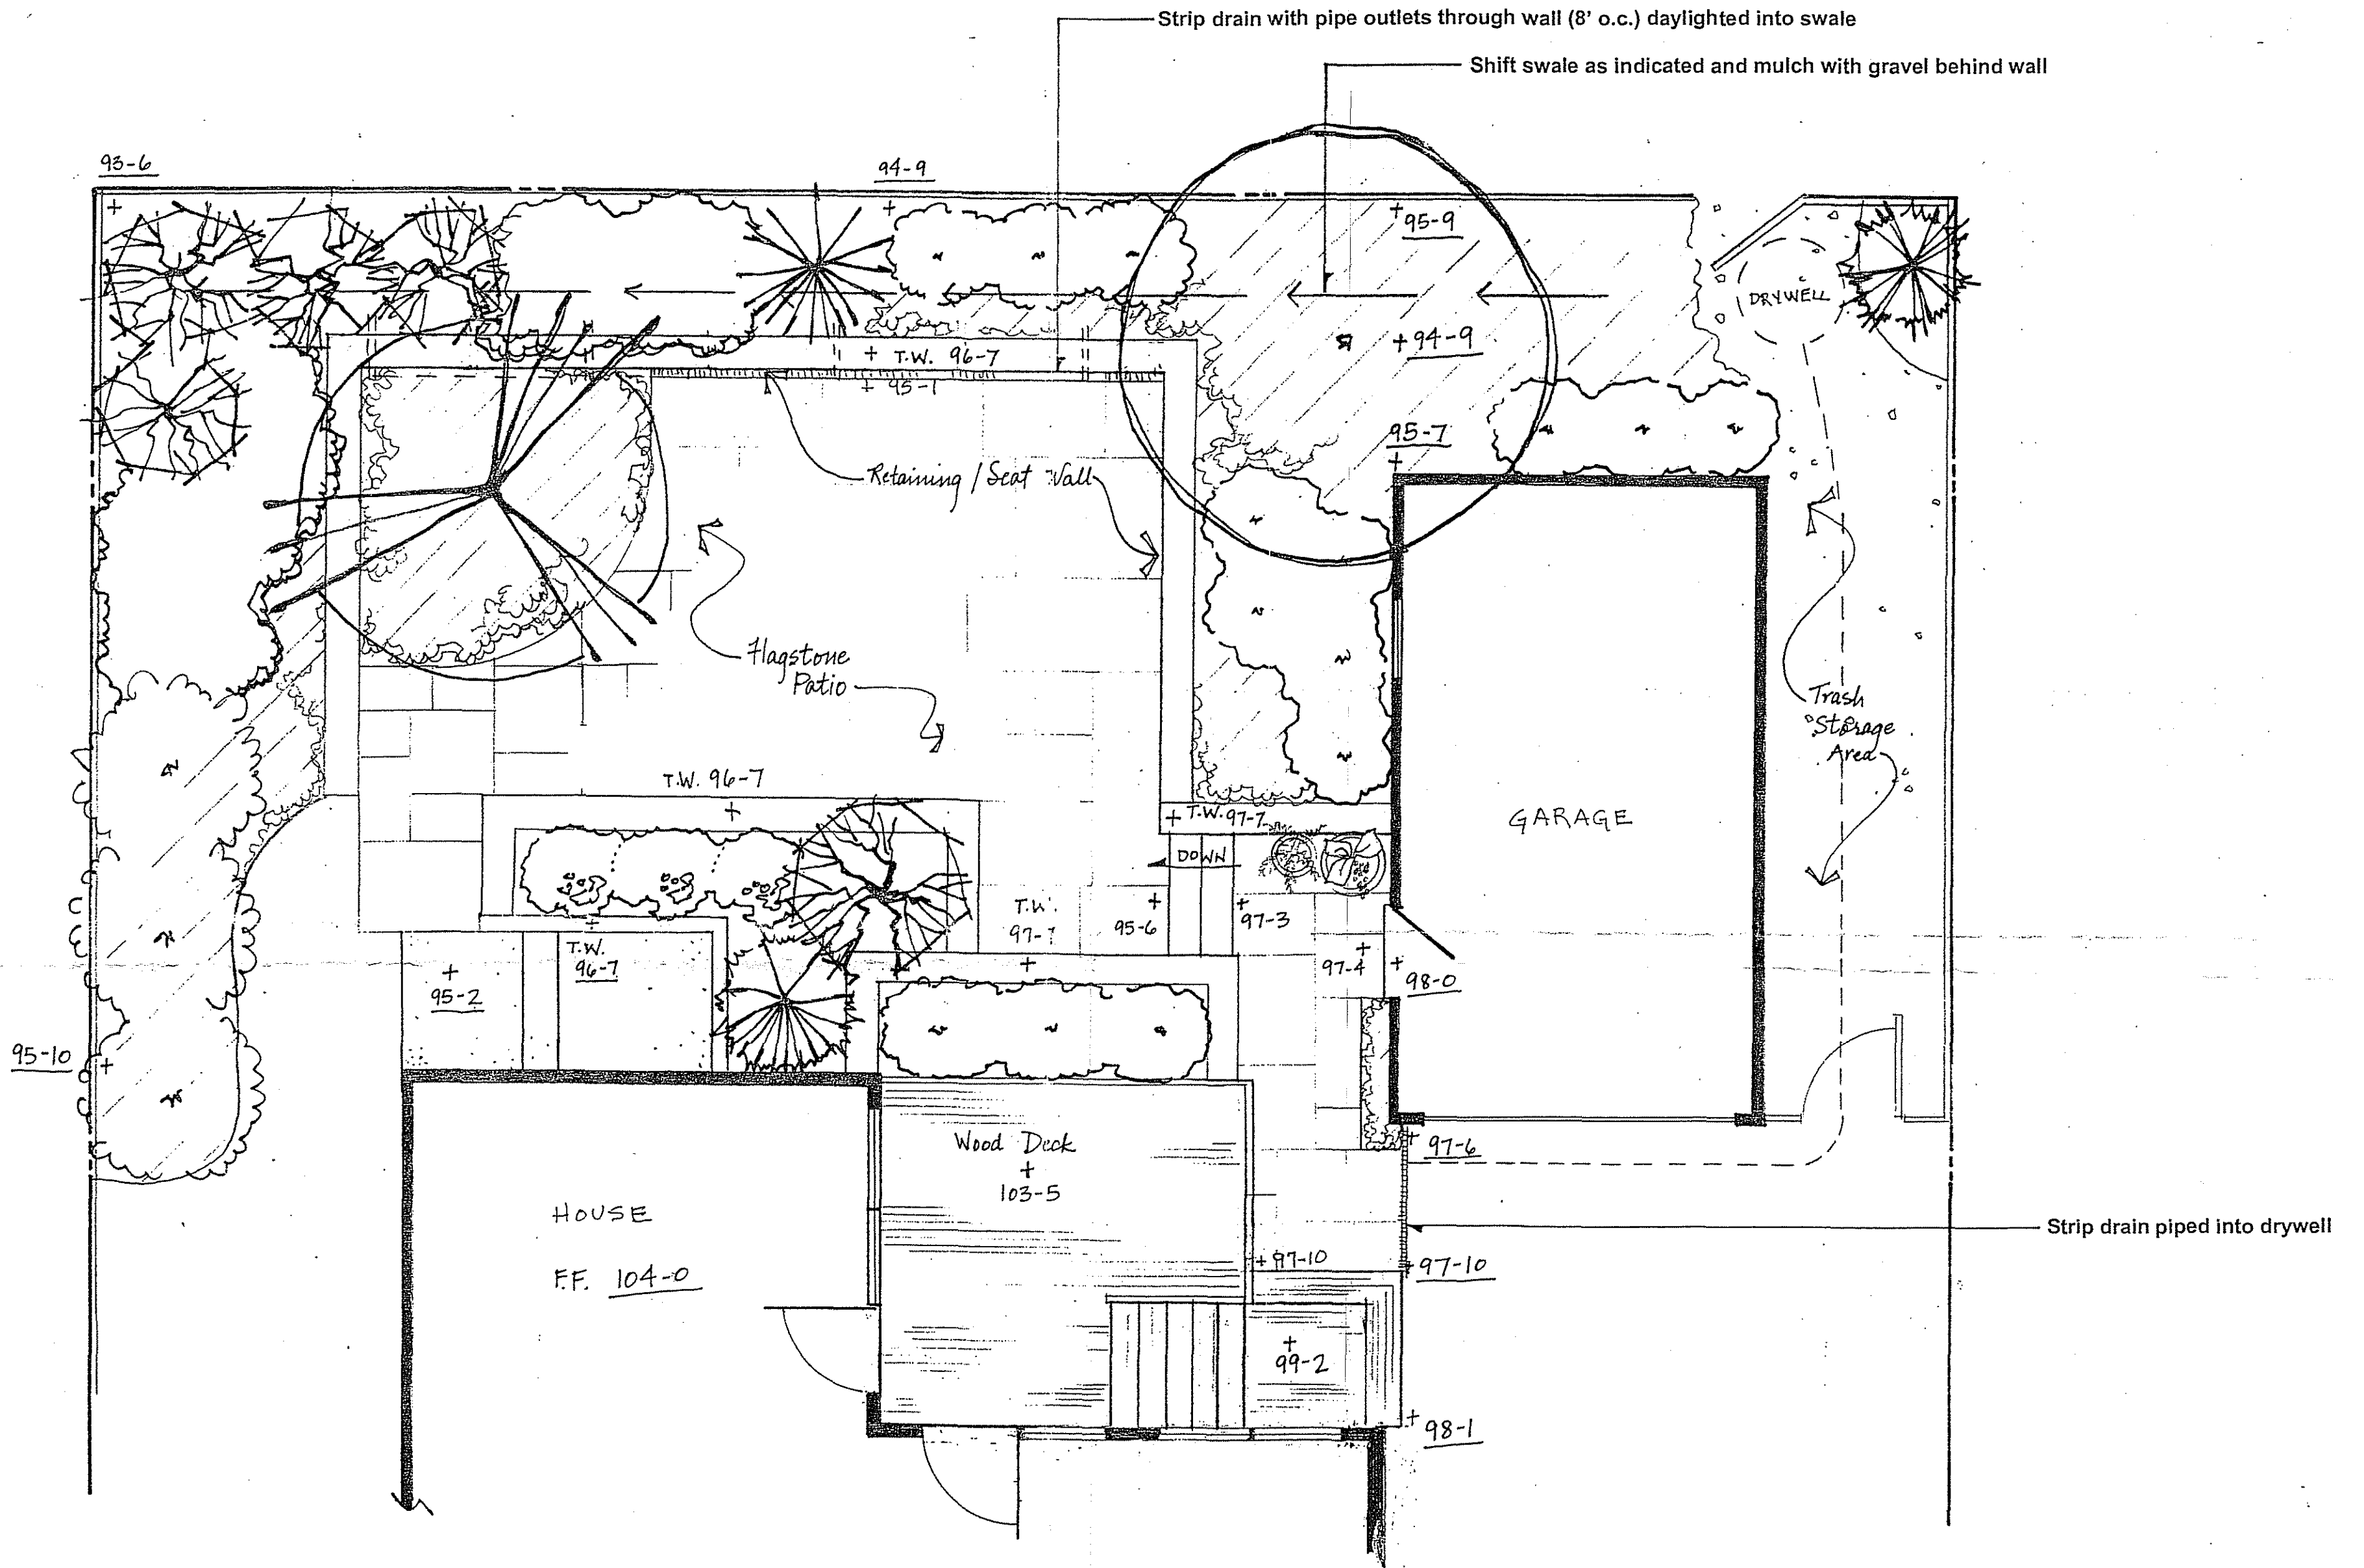 Strip drain with pipe outlets through wall (8' o.c.) daylighted into swale
Shift swale as indicated and mulch with gravel behind wall
93-6
94-9
95-9
DRYWELL
94-9
T.W. 96-7
95-1
95-7
Retaining / Seat Wall
Flagstone
Patio
Trash
Storage
Area
T.W. 96-7
T.W. 97-7
GARAGE
DOWN
T.W.
97-7
95-6
97-3
T.W.
96-7
95-2
97-4
98-0
95-10
Wood Deck
103-5
97-6
HOUSE
Strip drain piped into drywell
F.F. 104-0
97-10
97-10
99-2
98-1